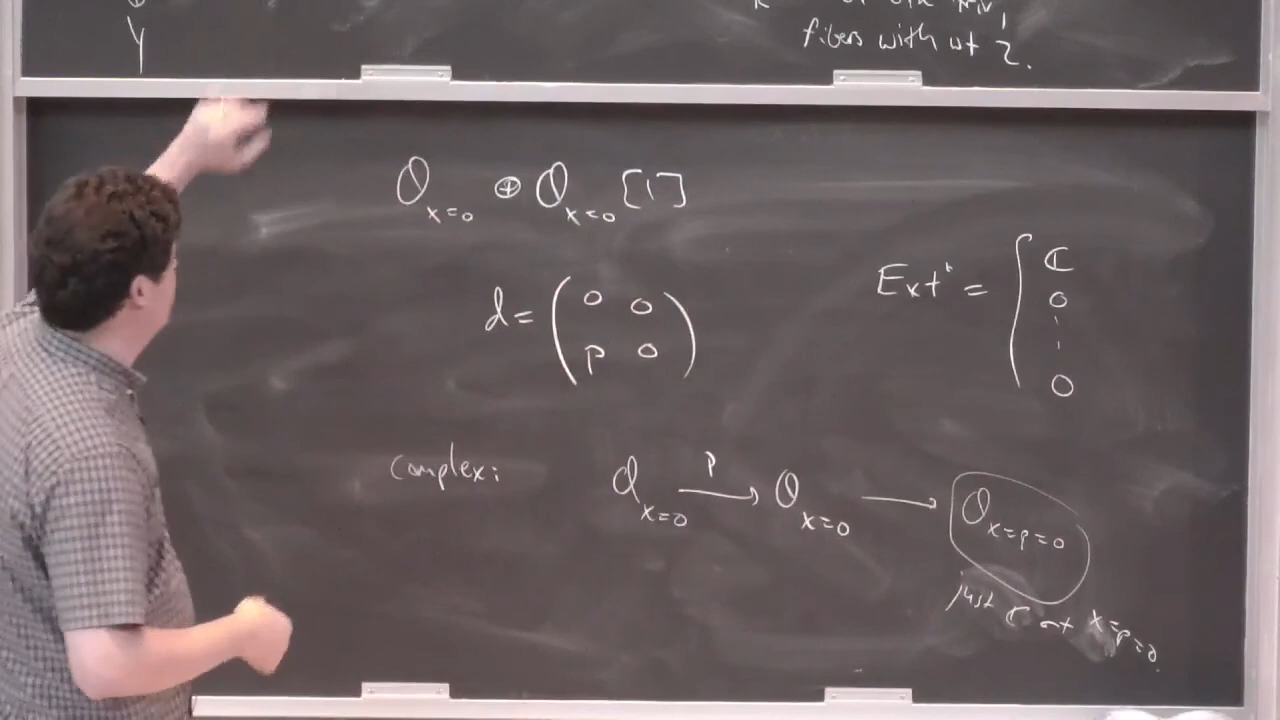 Y
fibers with wt 2.
O_{x=0} ⊕ O_{x=0} [1]
d = ( 0 0
p 0 )
Ext^• = { ℂ
0
0
Complex: O_{x=0} →^{p} O_{x=0} → O_{x=p=0}
just ℂ at x=p=0.